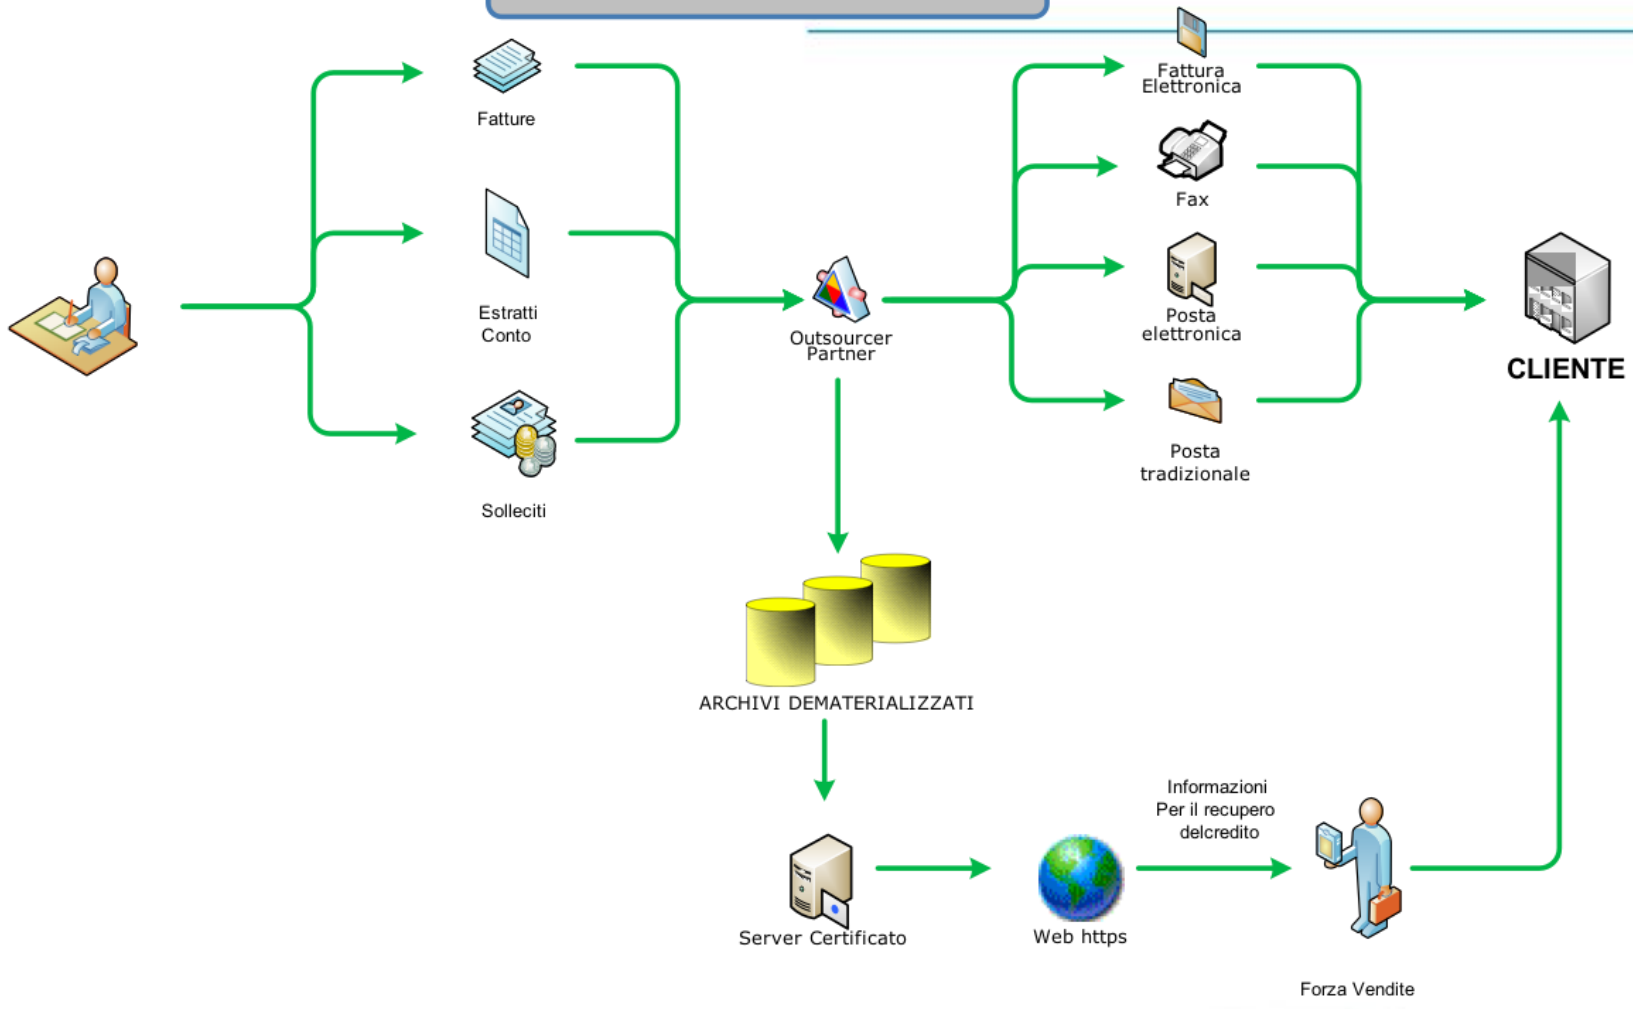 Fattura
Elettronica
Fatture
Fax
Estratti
Conto
Outsourcer
Partner
Posta
elettronica
CLIENTE
Posta
tradizionale
Solleciti
ARCHIVI DEMATERIALIZZATI
Informazioni
Per il recupero
delcredito
Server Certificato
Web https
Forza Vendite